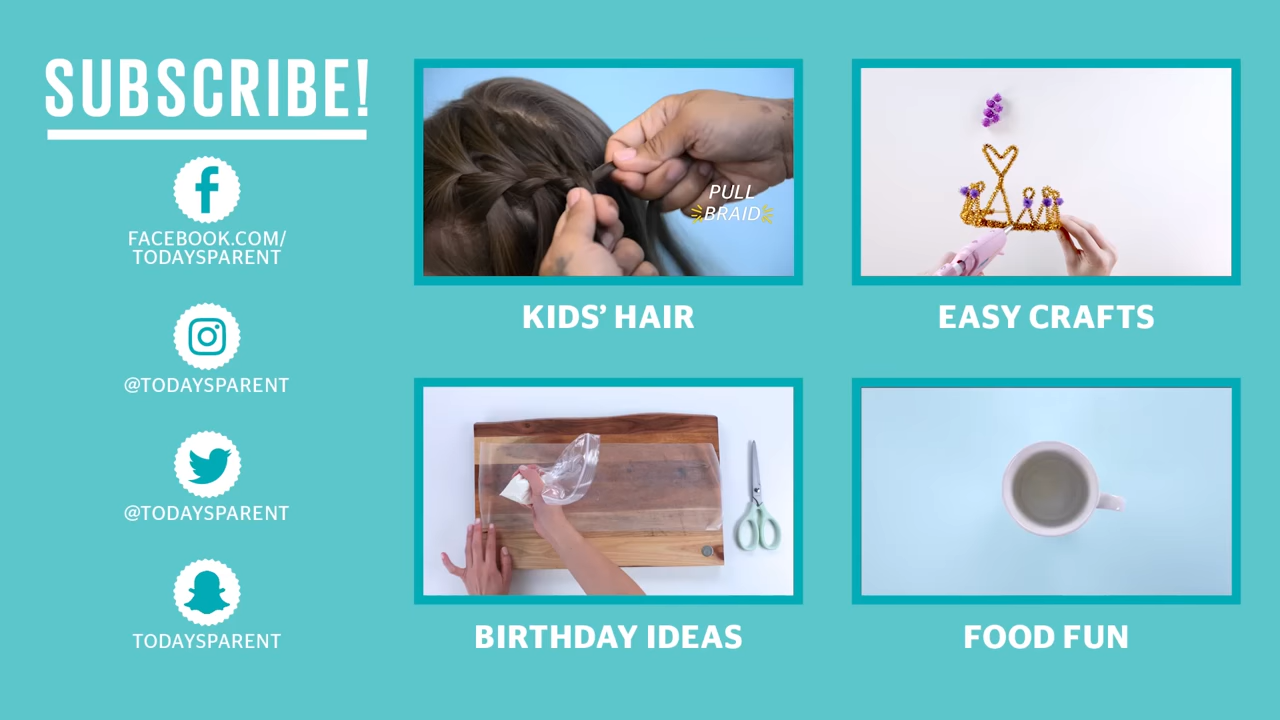 SUBSCRIBE!
FACEBOOK.COM/
TODAYSPARENT
@TODAYSPARENT
@TODAYSPARENT
TODAYSPARENT
PULL
BRAID
KIDS' HAIR
EASY CRAFTS
BIRTHDAY IDEAS
FOOD FUN